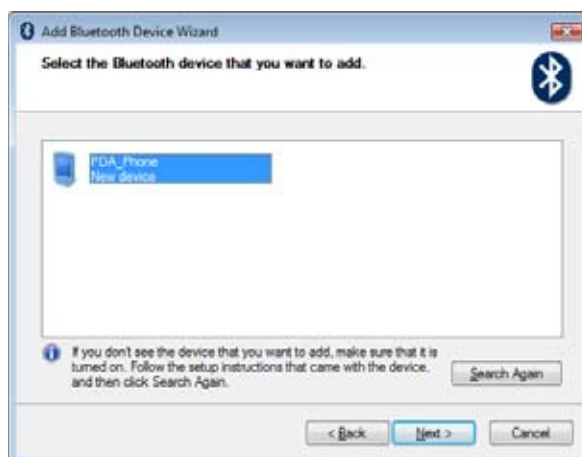 Add Bluetooth Device Wizard
Select the Bluetooth device that you want to add.
PDA_Phone
New device
If you don't see the device that you want to add, make sure that it is
turned on. Follow the setup instructions that came with the device,
and then click Search Again.
Search Again
< Back
Next >
Cancel